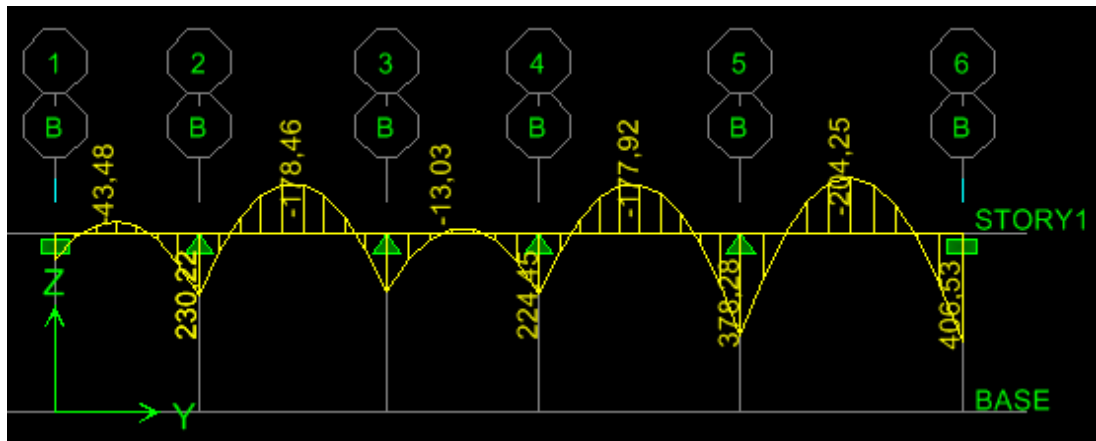 1 2 3 4 5 6
B B B B B B
-43,48 -178,46 -13,03 -177,92 -204,25
STORY1
230,22 224,45 378,28 406,53
Z
Y
BASE